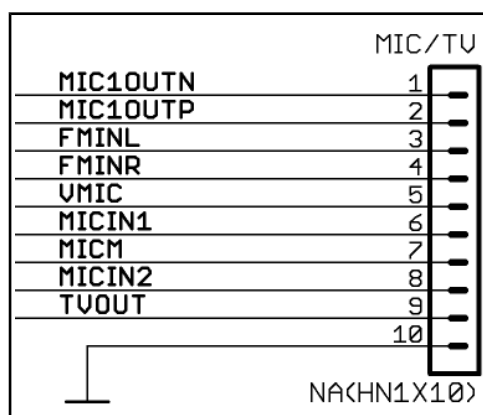 MIC/TV
MIC1OUTN 1
MIC1OUTP 2
FMINL 3
FMINR 4
VMIC 5
MICIN1 6
MICM 7
MICIN2 8
TVOUT 9
10
NA(HN1X10)